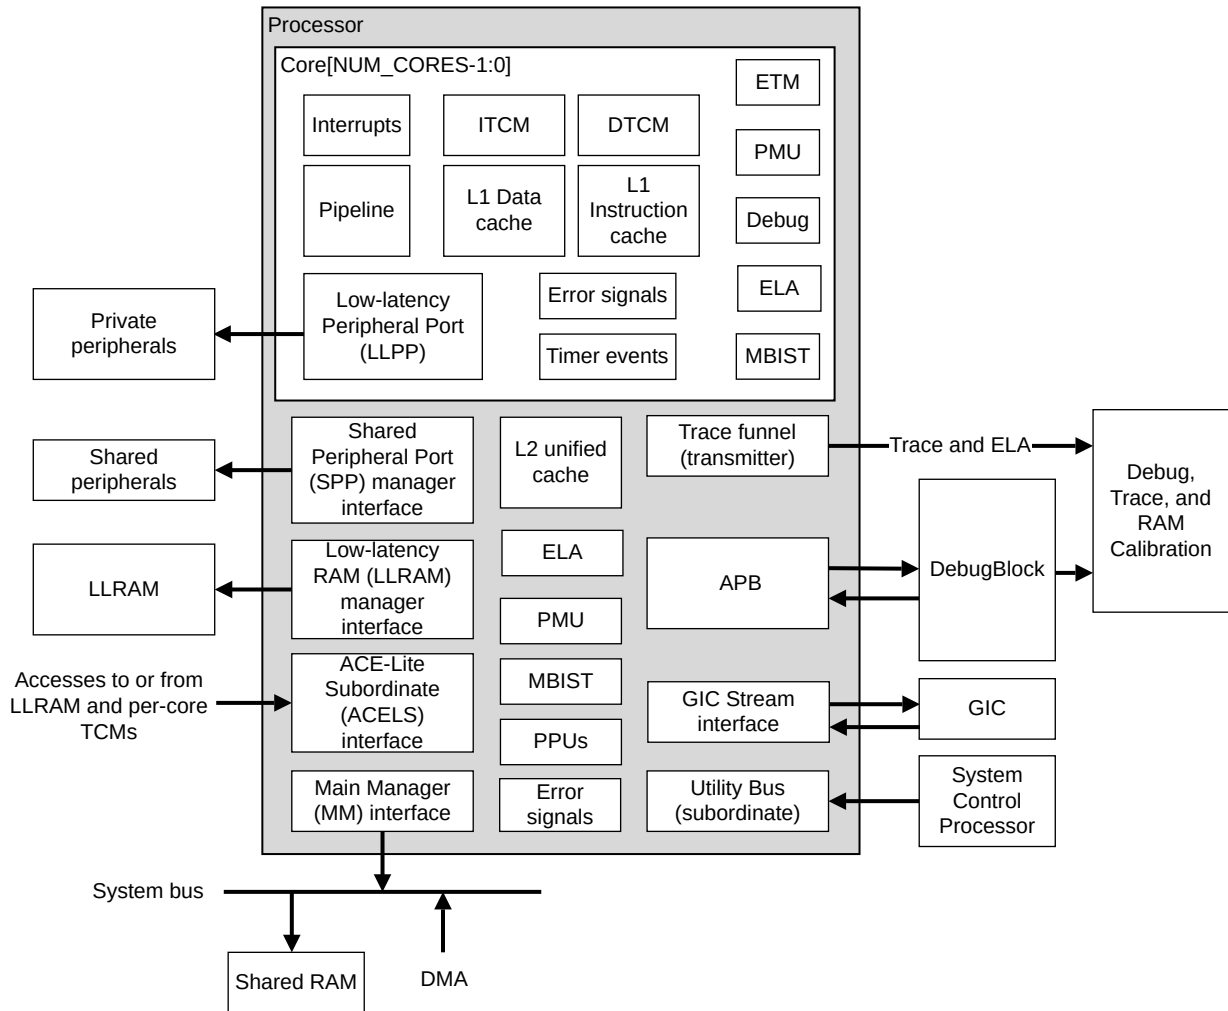 Processor
Core[NUM_CORES-1:0]
ETM
Interrupts
ITCM
DTCM
PMU
Pipeline
L1 Data
cache
L1
Instruction
cache
Debug
Low-latency
Peripheral Port
(LLPP)
Error signals
ELA
Timer events
MBIST
Private
peripherals
Shared
Peripheral Port
(SPP) manager
interface
L2 unified
cache
Trace funnel
(transmitter)
Trace and ELA
Shared
peripherals
Debug,
Trace, and
RAM
Calibration
Low-latency
RAM (LLRAM)
manager
interface
LLRAM
ELA
APB
DebugBlock
PMU
Accesses to or from
LLRAM and per-core
TCMs
ACE-Lite
Subordinate
(ACELS)
interface
MBIST
GIC Stream
interface
GIC
PPUs
Main Manager
(MM) interface
Error
signals
Utility Bus
(subordinate)
System
Control
Processor
System bus
Shared RAM
DMA